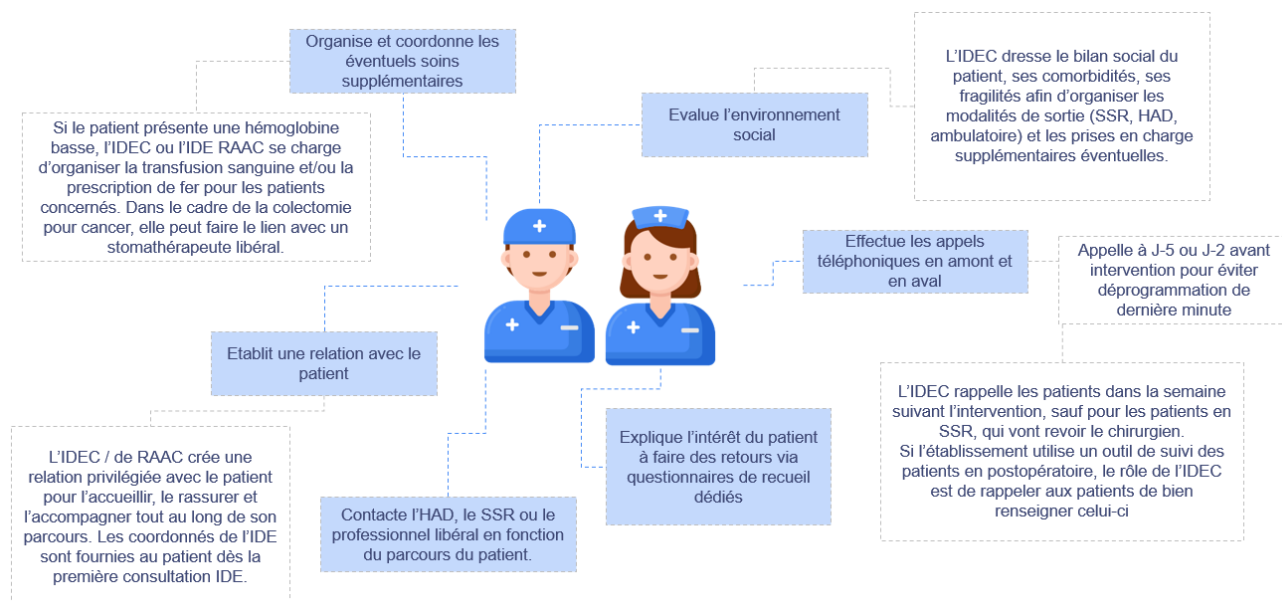 Organise et coordonne les
éventuels soins
supplémentaires
Si le patient présente une hémoglobine
basse, l’IDEC ou l’IDE RAAC se charge
d’organiser la transfusion sanguine et/ou la
prescription de fer pour les patients
concernés. Dans le cadre de la colectomie
pour cancer, elle peut faire le lien avec un
stomathérapeute libéral.
Evalue l’environnement
social
L’IDEC dresse le bilan social du
patient, ses comorbidités, ses
fragilités afin d’organiser les
modalités de sortie (SSR, HAD,
ambulatoire) et les prises en charge
supplémentaires éventuelles.
Effectue les appels
téléphoniques en amont et
en aval
Appelle à J-5 ou J-2 avant
intervention pour éviter
déprogrammation de
dernière minute
L’IDEC rappelle les patients dans la semaine
suivant l’intervention, sauf pour les patients en
SSR, qui vont revoir le chirurgien.
Si l’établissement utilise un outil de suivi des
patients en postopératoire, le rôle de l’IDEC
est de rappeler aux patients de bien
renseigner celui-ci
Etablit une relation avec le
patient
L’IDEC / de RAAC crée une
relation privilégiée avec le patient
pour l’accueillir, le rassurer et
l’accompagner tout au long de son
parcours. Les coordonnés de l’IDE
sont fournies au patient dès la
première consultation IDE.
Contacte l’HAD, le SSR ou le
professionnel libéral en fonction
du parcours du patient.
Explique l’intérêt du patient
à faire des retours via
questionnaires de recueil
dédiés